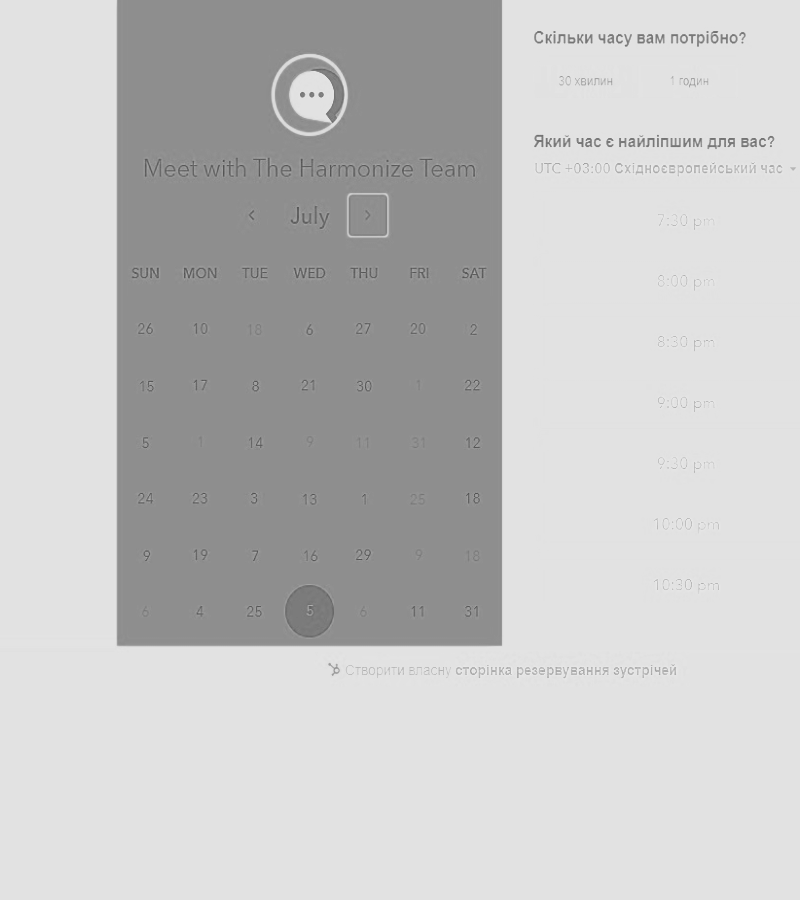 Meet with The Harmonize Team
July
SUN MON TUE WED THU FRI SAT
26 10 18 6 27 20 2
15 17 8 21 30 1 22
5 1 14 9 11 31 12
24 23 3 13 1 25 18
9 19 7 16 29 9 18
6 4 25 5 6 11 31
Скільки часу вам потрібно?
30 хвилин 1 годин
Який час є найліпшим для вас?
UTC +03:00 Східноєвропейський час
7:30 pm
8:00 pm
8:30 pm
9:00 pm
9:30 pm
10:00 pm
10:30 pm
Створити власну сторінка резервування зустрічей